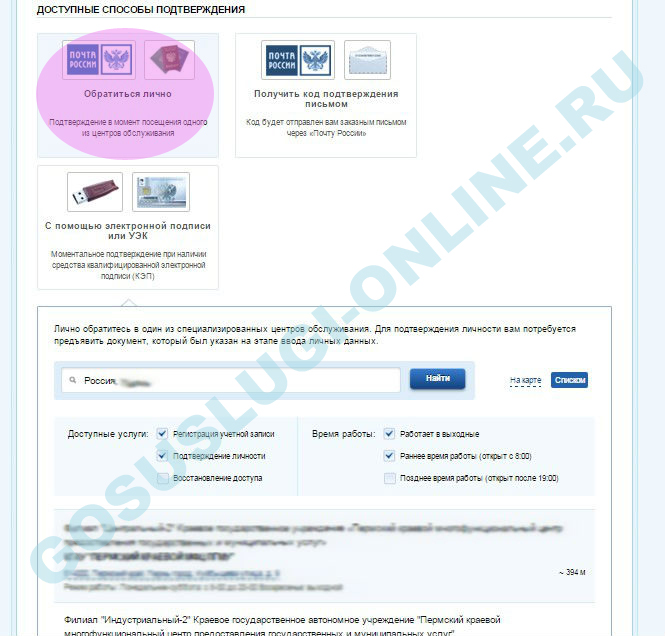 ДОСТУПНЫЕ СПОСОБЫ ПОДТВЕРЖДЕНИЯ
ПОЧТА РОССИИ
Обратиться лично
Подтверждение в момент посещения одного
из центров обслуживания
ПОЧТА РОССИИ
Получить код подтверждения
письмом
Код будет отправлен вам заказным письмом
через «Почту России»
С помощью электронной подписи
или УЭК
Моментальное подтверждение при наличии
средства квалифицированной электронной
подписи (КЭП)
Лично обратитесь в один из специализированных центров обслуживания. Для подтверждения личности вам потребуется
предъявить документ, который был указан на этапе ввода личных данных.
Россия,
Найти
На карте
Списком
Доступные услуги:
Регистрация учетной записи
Подтверждение личности
Восстановление доступа
Время работы:
Работает в выходные
Раннее время работы (открыт с 8:00)
Позднее время работы (открыт после 19:00)
~ 394 м
Филиал "Индустриальный-2" Краевое государственное автономное учреждение "Пермский краевой
многофункциональный центр предоставления государственных и муниципальных услуг"
GOSUSLUGI-ONLINE.RU